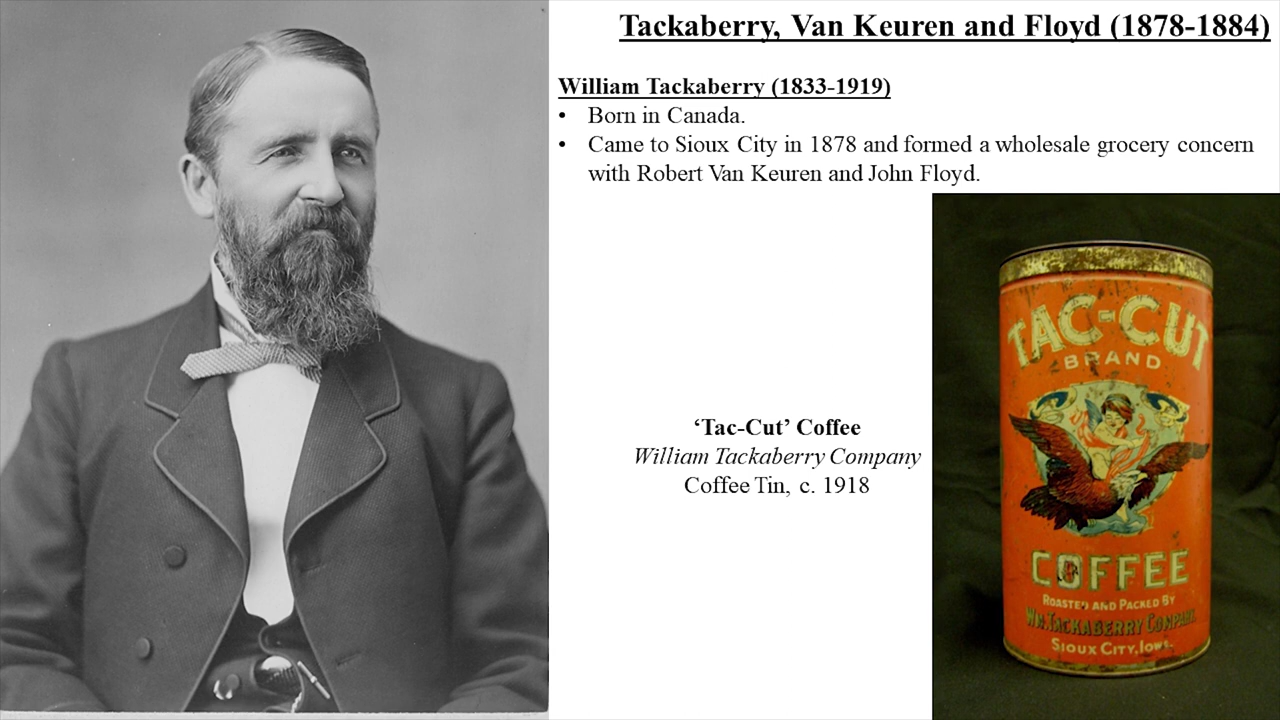 Tackaberry, Van Keuren and Floyd (1878-1884)
William Tackaberry (1833-1919)
• Born in Canada.
• Came to Sioux City in 1878 and formed a wholesale grocery concern
with Robert Van Keuren and John Floyd.
‘Tac-Cut’ Coffee
William Tackaberry Company
Coffee Tin, c. 1918
TAC-CUT
BRAND
COFFEE
ROASTED AND PACKED BY
WM. TACKABERRY COMPANY
SIOUX CITY, IOWA.